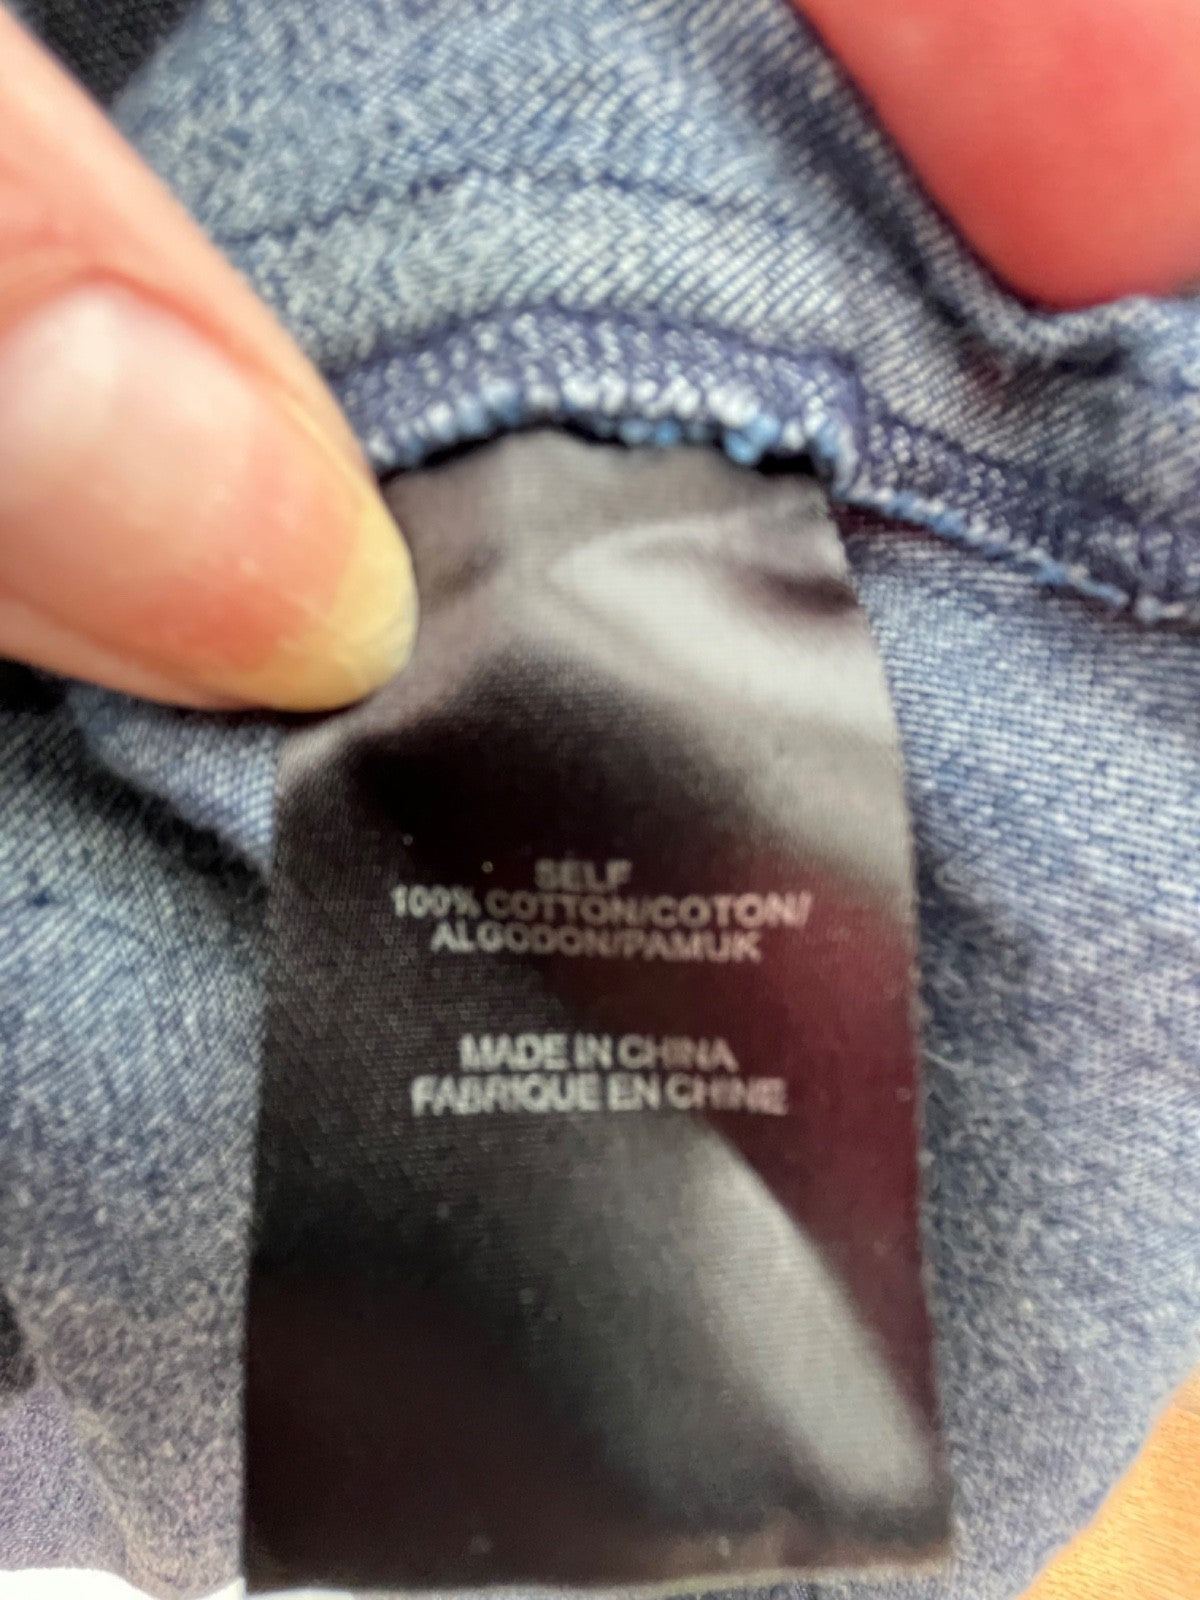 SELF
100% COTTON/COTON/
ALGODON/PAMUK
MADE IN CHINA
FABRIQUE EN CHINE